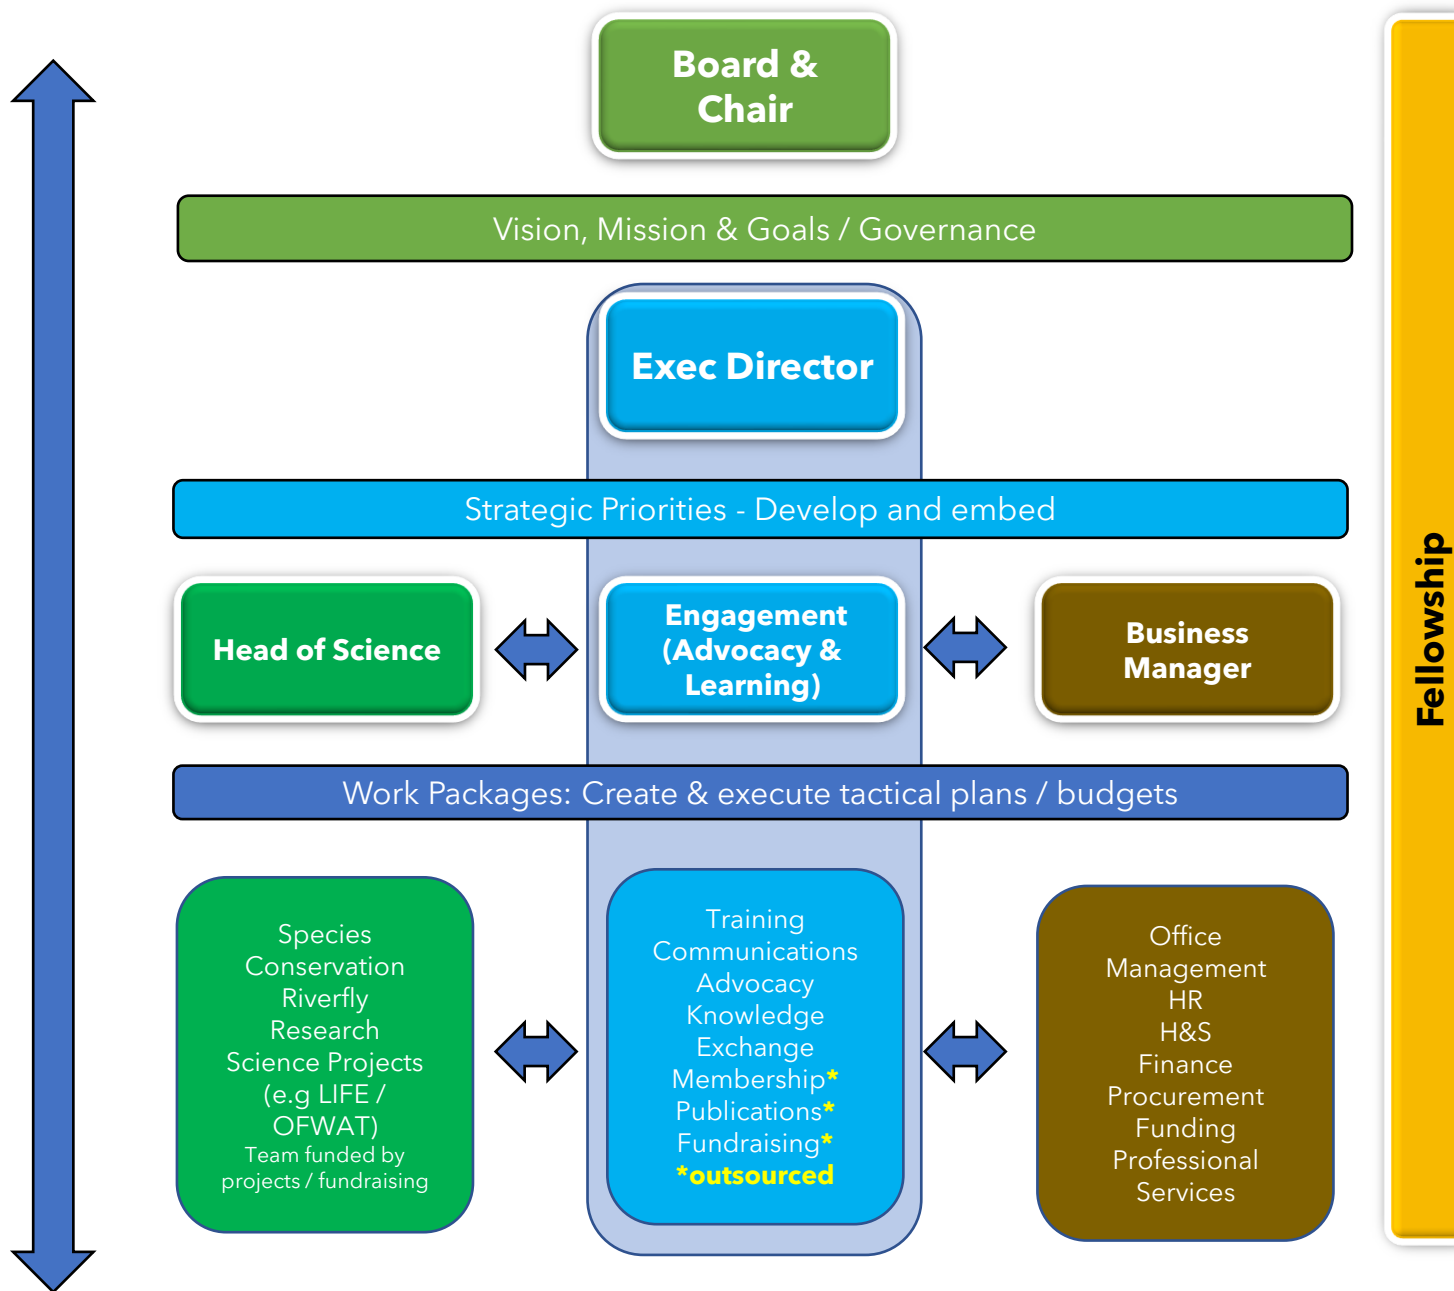 Board &
Chair
Vision, Mission & Goals / Governance
Exec Director
Strategic Priorities - Develop and embed
Head of Science
Engagement
(Advocacy &
Learning)
Business
Manager
Work Packages: Create & execute tactical plans / budgets
Species
Conservation
Riverfly
Research
Science Projects
(e.g LIFE /
OFWAT)
Team funded by
projects / fundraising
Training
Communications
Advocacy
Knowledge
Exchange
Membership*
Publications*
Fundraising*
*outsourced
Office
Management
HR
H&S
Finance
Procurement
Funding
Professional
Services
Fellowship